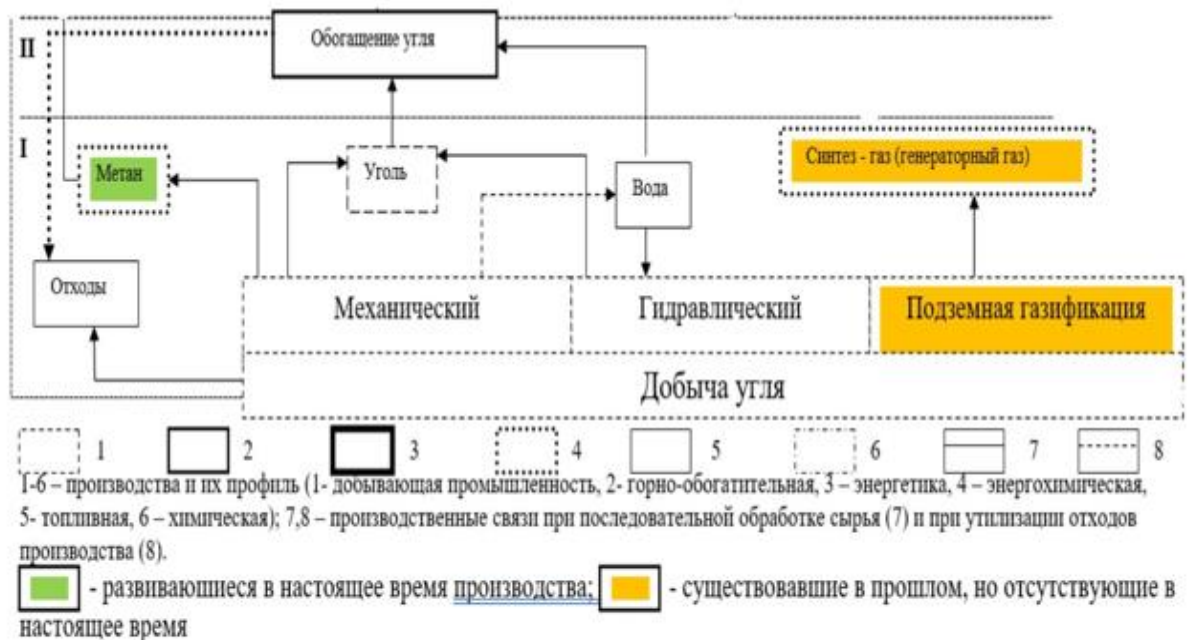 Обогащение угля
II
I
Метан
Уголь
Вода
Синтез - газ (генераторный газ)
Отходы
Механический
Гидравлический
Подземная газификация
Добыча угля
1
2
3
4
5
6
7
8
1-6 – производства и их профиль (1- добывающая промышленность, 2- горно-обогатительная, 3 – энергетика, 4 – энергохимическая,
5- топливная, 6 – химическая); 7,8 – производственные связи при последовательной обработке сырья (7) и при утилизации отходов
производства (8).
- развивающиеся в настоящее время производства;
- существовавшие в прошлом, но отсутствующие в
настоящее время